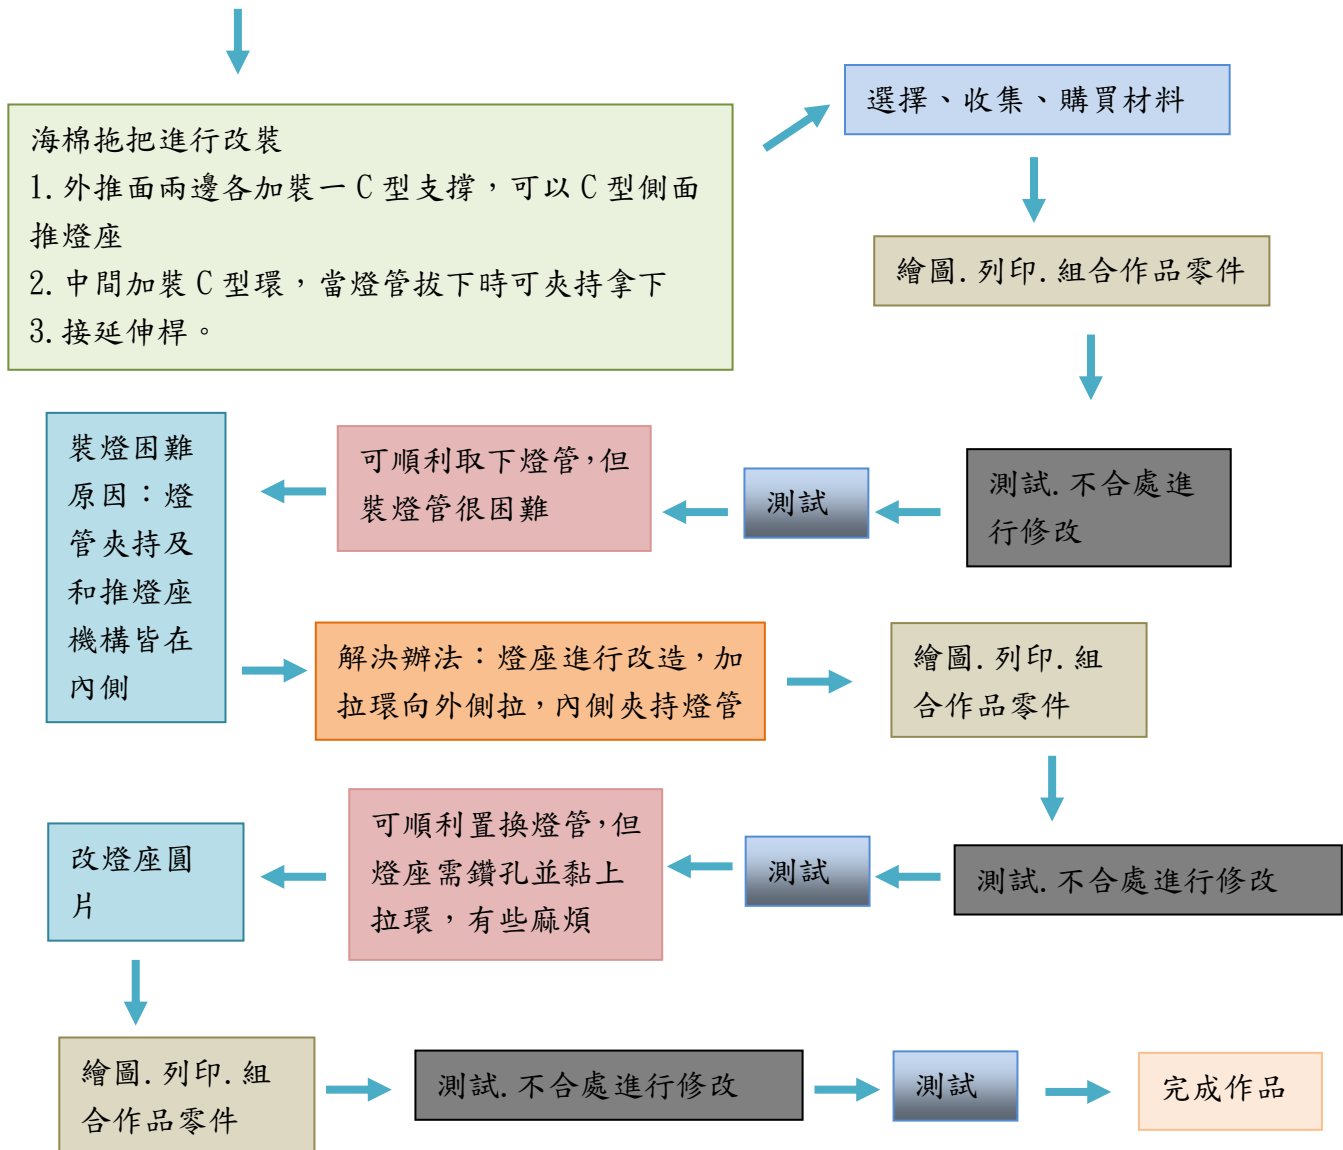 海棉拖把進行改裝
1.外推面兩邊各加裝一C型支撐，可以C型側面
推燈座
2.中間加裝C型環，當燈管拔下時可夾持拿下
3.接延伸桿。
選擇、收集、購買材料
繪圖.列印.組合作品零件
測試.不合處進
行修改
測試
可順利取下燈管，但
裝燈管很困難
裝燈困難
原因：燈
管夾持及
和推燈座
機構皆在
內側
解決辦法：燈座進行改造，加
拉環向外側拉，內側夾持燈管
繪圖.列印.組
合作品零件
測試.不合處進行修改
測試
可順利置換燈管，但
燈座需鑽孔並黏上
拉環，有些麻煩
改燈座圓
片
繪圖.列印.組
合作品零件
測試.不合處進行修改
測試
完成作品